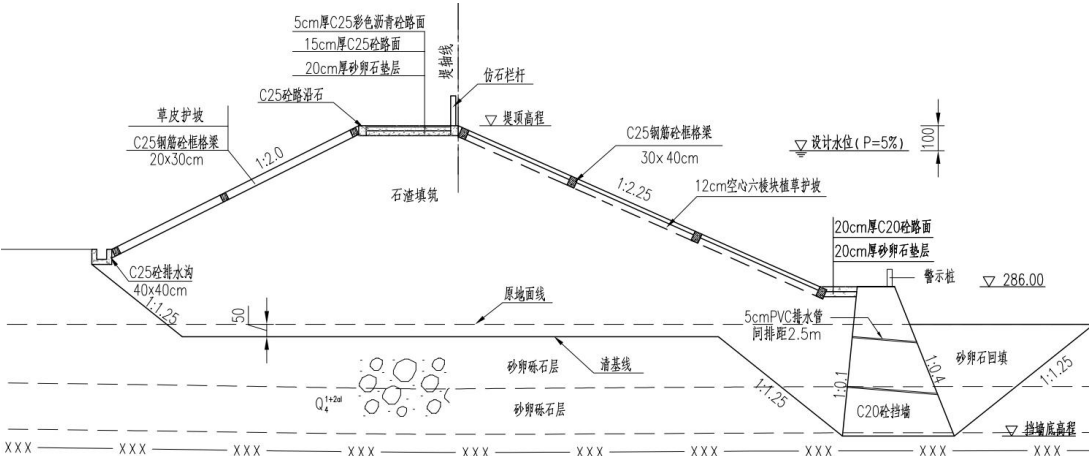 5cm厚C25彩色沥青砼路面
15cm厚C25砼路面
20cm厚砂卵石垫层
堤轴线
仿石栏杆
C25砼路沿石
堤顶高程
草皮护坡
C25钢筋砼框格梁
20×30cm
1:2.0
C25钢筋砼框格梁
30×40cm
设计水位(P=5%)
100
1:2.25
12cm空心六棱块植草护坡
石渣填筑
20cm厚C20砼路面
20cm厚砂卵石垫层
C25砼排水沟
40×40cm
警示桩
286.00
1:1.25
50
原地面线
5cmPVC排水管
间排距2.5m
砂卵砾石层
清基线
砂卵石回填
1:1.25
1:0.1
1:0.4
1:1.25
Q₄¹⁺²ᵃˡ
砂卵砾石层
C20砼挡墙
挡墙底高程
XXX XXX XXX XXX XXX XXX XXX XXX XXX XXX